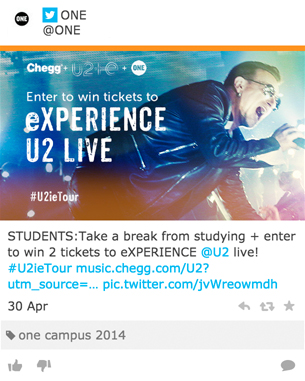 ONE
ONE
@ONE
Chegg + U2 i+e + ONE
Enter to win tickets to
eXPERIENCE
U2 LIVE
#U2ieTour
STUDENTS:Take a break from studying + enter
to win 2 tickets to eXPERIENCE @U2 live!
#U2ieTour music.chegg.com/U2?
utm_source=... pic.twitter.com/jvWreowmdh
30 Apr
one campus 2014